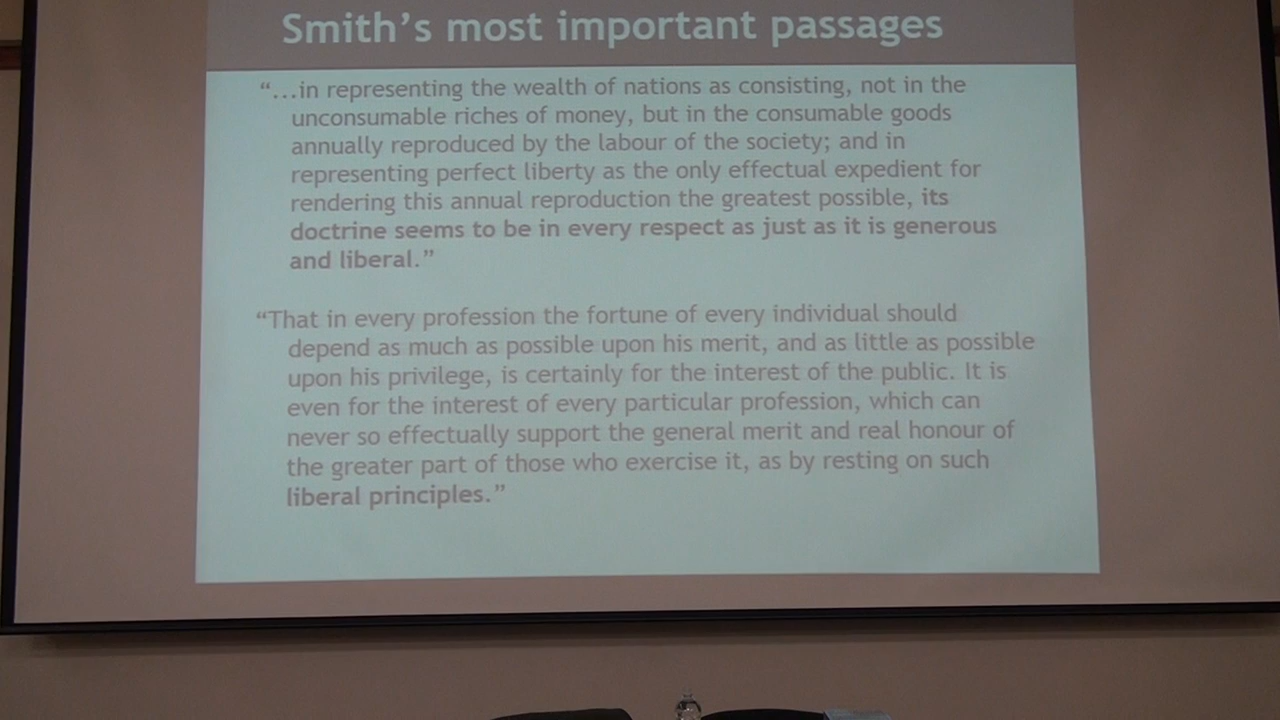 Smith’s most important passages
“...in representing the wealth of nations as consisting, not in the
unconsumable riches of money, but in the consumable goods
annually reproduced by the labour of the society; and in
representing perfect liberty as the only effectual expedient for
rendering this annual reproduction the greatest possible, its
doctrine seems to be in every respect as just as it is generous
and liberal.”
“That in every profession the fortune of every individual should
depend as much as possible upon his merit, and as little as possible
upon his privilege, is certainly for the interest of the public. It is
even for the interest of every particular profession, which can
never so effectually support the general merit and real honour of
the greater part of those who exercise it, as by resting on such
liberal principles.”